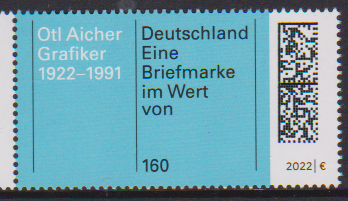 Otl Aicher
Grafiker
1922–1991
Deutschland
Eine
Briefmarke
im Wert
von
160
2022|€